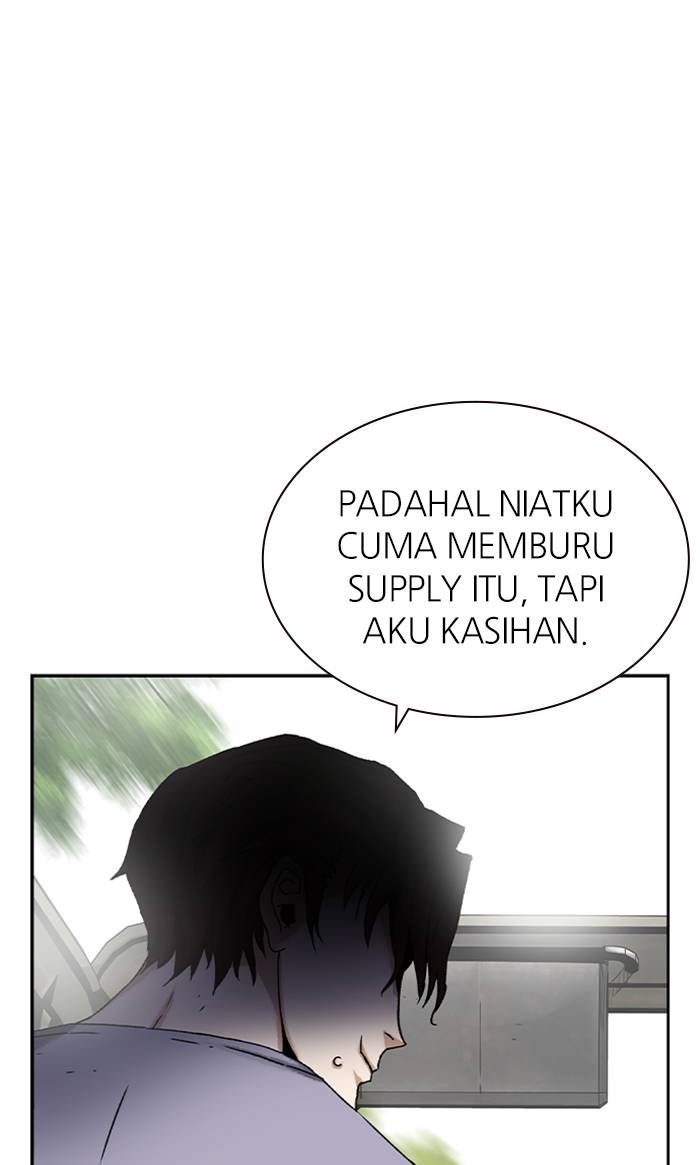 PADAHAL NIATKU
CUMA MEMBURU
SUPPLY ITU, TAPI
AKU KASIHAN.